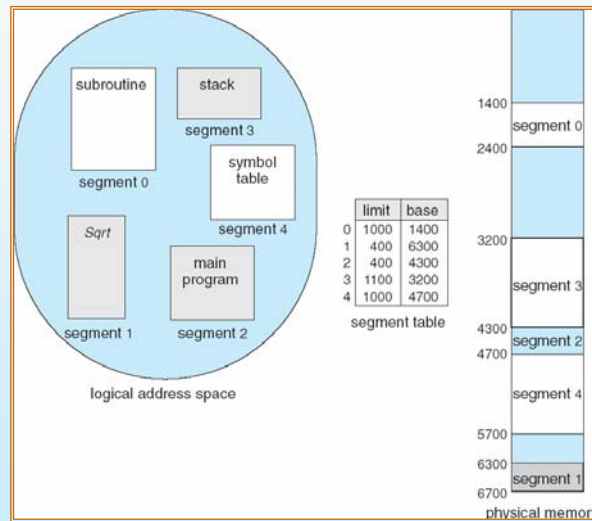 subroutine
segment 0
stack
segment 3
symbol
table
segment 4
Sqrt
segment 1
main
program
segment 2
logical address space
limit base
0 1000 1400
1 400 6300
2 400 4300
3 1100 3200
4 1000 4700
segment table
1400
segment 0
2400
3200
segment 3
4300
segment 2
4700
segment 4
5700
6300
segment 1
6700
physical memory